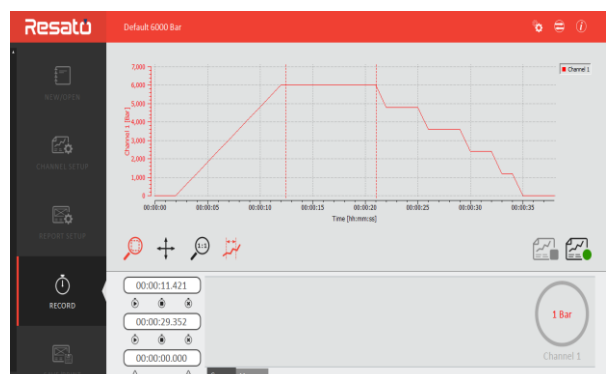 Resato
Default 6000 Bar
NEW/OPEN
CHANNEL SETUP
REPORT SETUP
RECORD
7,000
6,000
5,000
4,000
3,000
2,000
1,000
0
Channel 1 [Bar]
Channel 1
00:00:00
00:00:05
00:00:10
00:00:15
00:00:20
00:00:25
00:00:30
00:00:35
Time [hh:mm:ss]
1:1
00:00:11.421
00:00:29.352
00:00:00.000
1 Bar
Channel 1